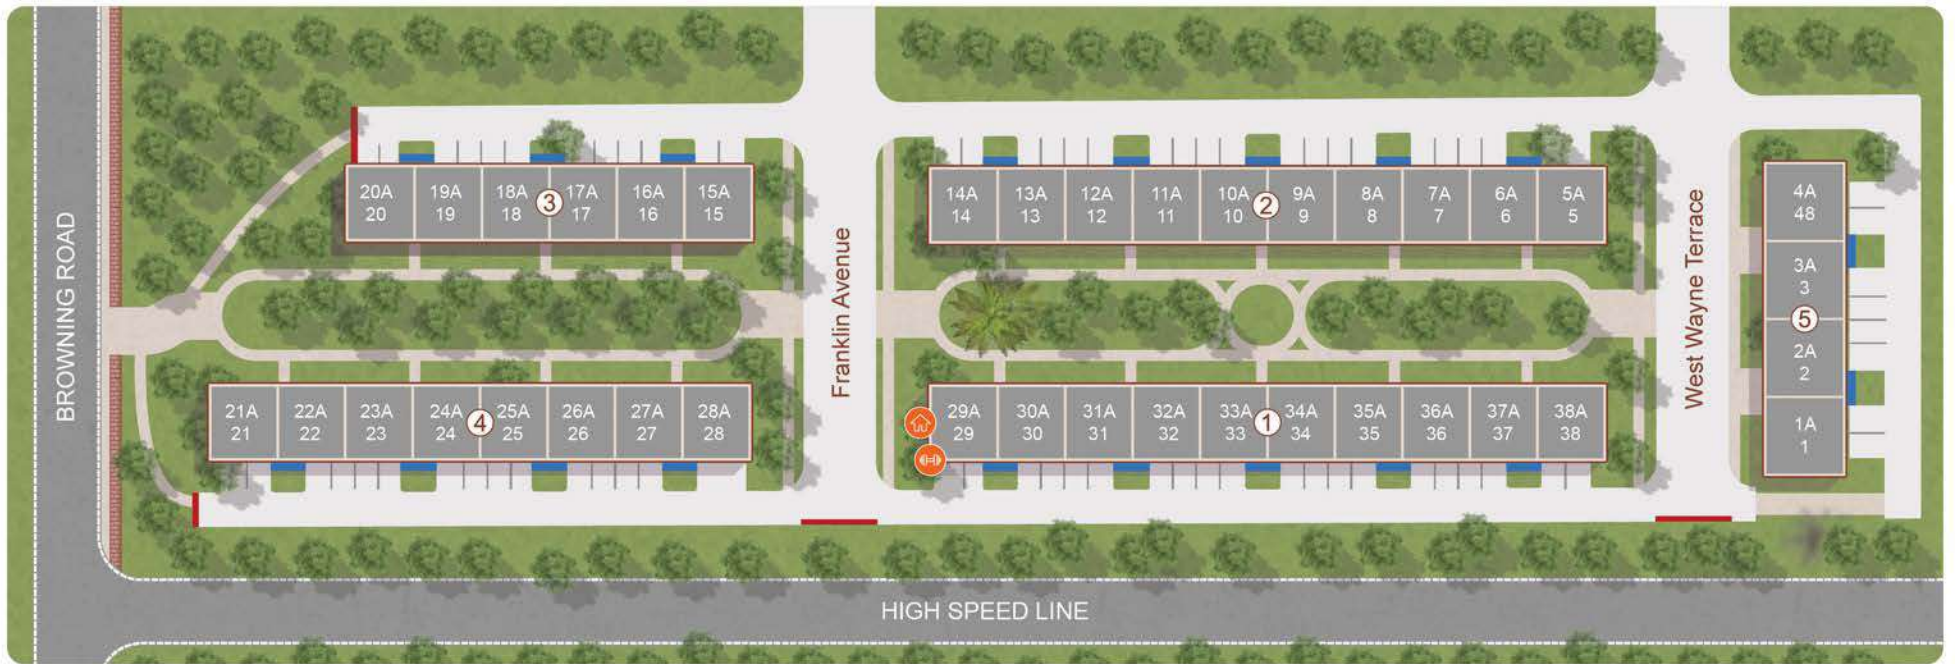 20A
20
19A
19
18A
18
17A
17
16A
16
15A
15
3
14A
14
13A
13
12A
12
11A
11
10A
10
9A
9
8A
8
7A
7
6A
6
5A
5
2
4A
48
3A
3
2A
2
1A
1
5
BROWNING ROAD
Franklin Avenue
West Wayne Terrace
21A
21
22A
22
23A
23
24A
24
25A
25
26A
26
27A
27
28A
28
4
29A
29
30A
30
31A
31
32A
32
33A
33
34A
34
35A
35
36A
36
37A
37
38A
38
1
HIGH SPEED LINE